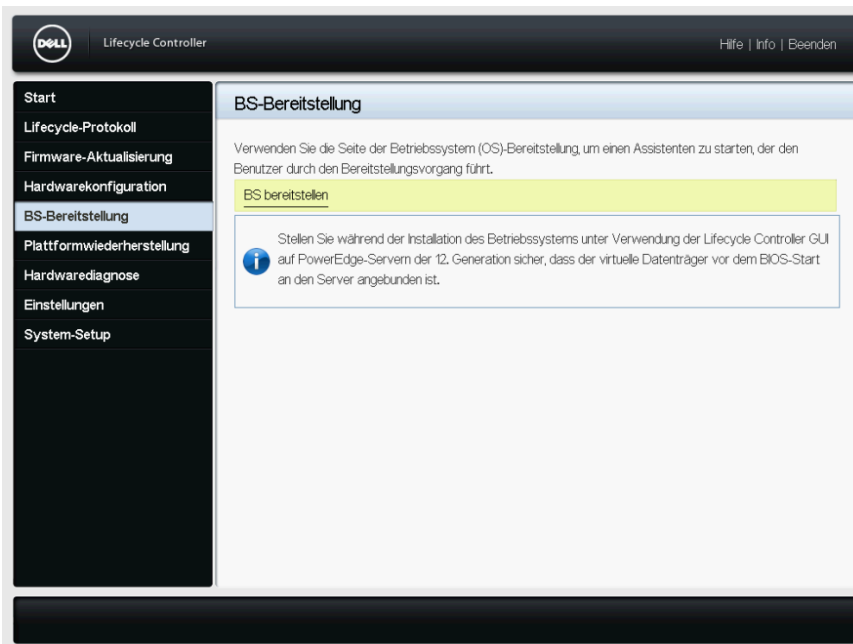 DELL
Lifecycle Controller
Hilfe | Info | Beenden
Start
Lifecycle-Protokoll
Firmware-Aktualisierung
Hardwarekonfiguration
BS-Bereitstellung
Plattformwiederherstellung
Hardwarediagnose
Einstellungen
System-Setup
BS-Bereitstellung
Verwenden Sie die Seite der Betriebssystem (OS)-Bereitstellung, um einen Assistenten zu starten, der den
Benutzer durch den Bereitstellungsvorgang führt.
BS bereitstellen
Stellen Sie während der Installation des Betriebssystems unter Verwendung der Lifecycle Controller GUI
auf PowerEdge-Servern der 12. Generation sicher, dass der virtuelle Datenträger vor dem BIOS-Start
an den Server angebunden ist.